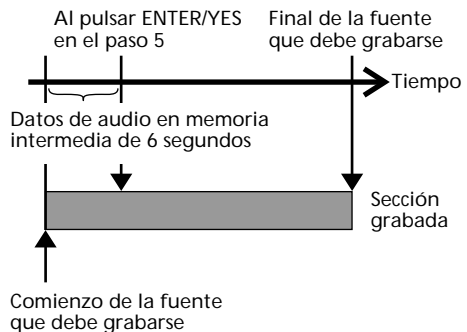 Al pulsar ENTER/YES
en el paso 5
Final de la fuente
que debe grabarse
Tiempo
Datos de audio en memoria
intermedia de 6 segundos
Sección
grabada
Comienzo de la fuente
que debe grabarse